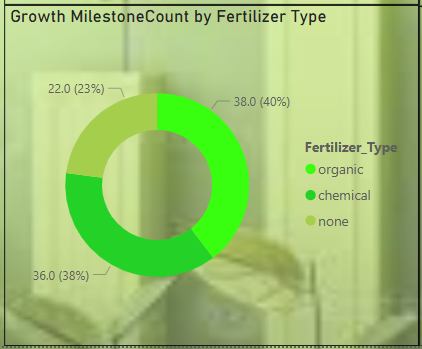 Growth MilestoneCount by Fertilizer Type
22.0 (23%)
38.0 (40%)
36.0 (38%)
Fertilizer_Type
organic
chemical
none